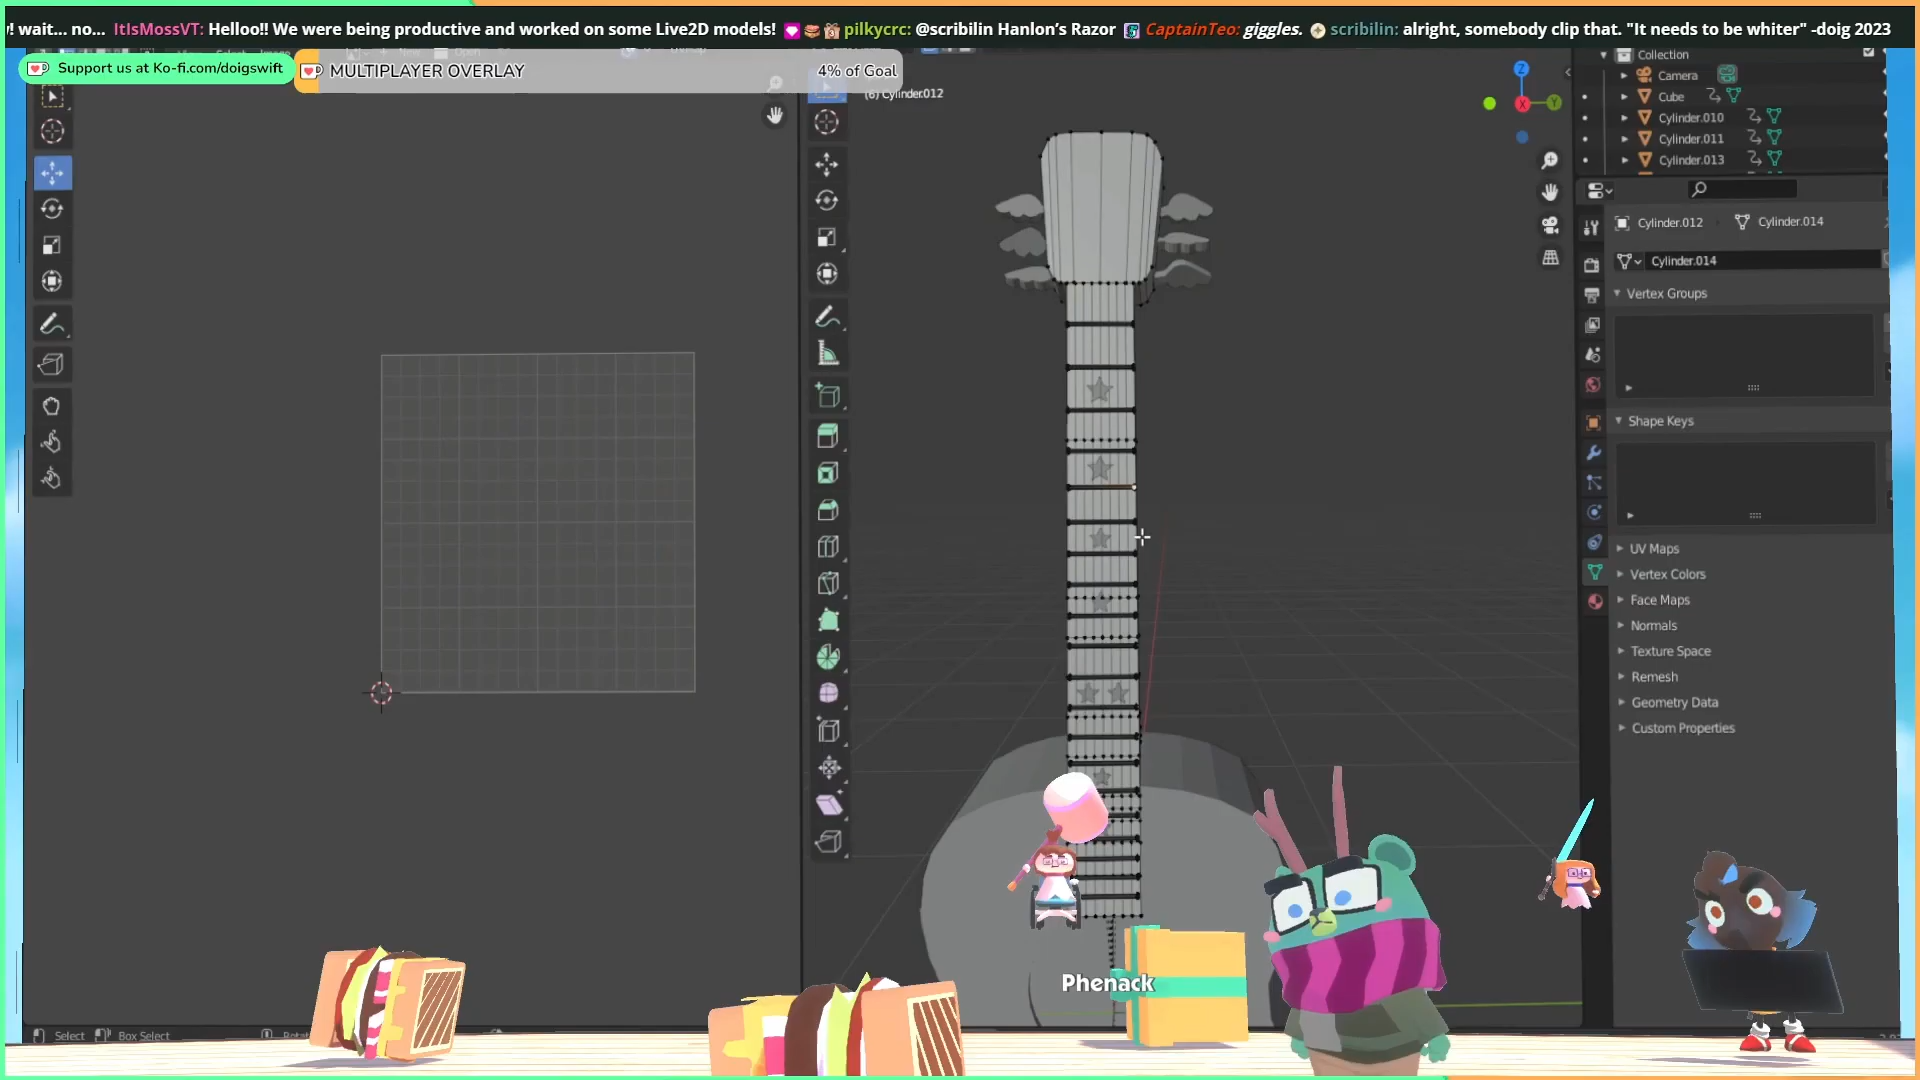 ! wait... no... ItIsMossVT: Helloo!! We were being productive and worked on some Live2D models! pilkycrc: @scribilin Hanlon's Razor CaptainTeo: giggles. scribilin: alright, somebody clip that. "It needs to be whiter" -doig 2023
Support us at Ko-fi.com/doigswift
MULTIPLAYER OVERLAY 4% of Goal
(6) Cylinder.012
Collection
Camera
Cube
Cylinder.010
Cylinder.011
Cylinder.013
Cylinder.012 Cylinder.014
Cylinder.014
Vertex Groups
Shape Keys
UV Maps
Vertex Colors
Face Maps
Normals
Texture Space
Remesh
Geometry Data
Custom Properties
X
Y
Z
Phenack
Select Box Select